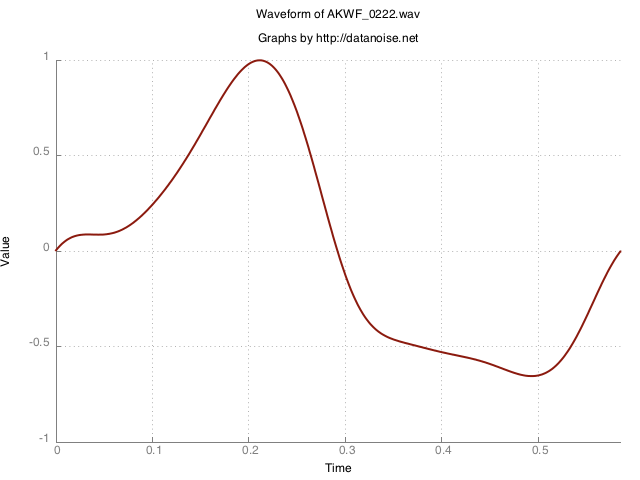 Waveform of AKWF_0222.wav
Graphs by http://datanoise.net
1
0.5
0
-0.5
-1
Value
0 0.1 0.2 0.3 0.4 0.5
Time